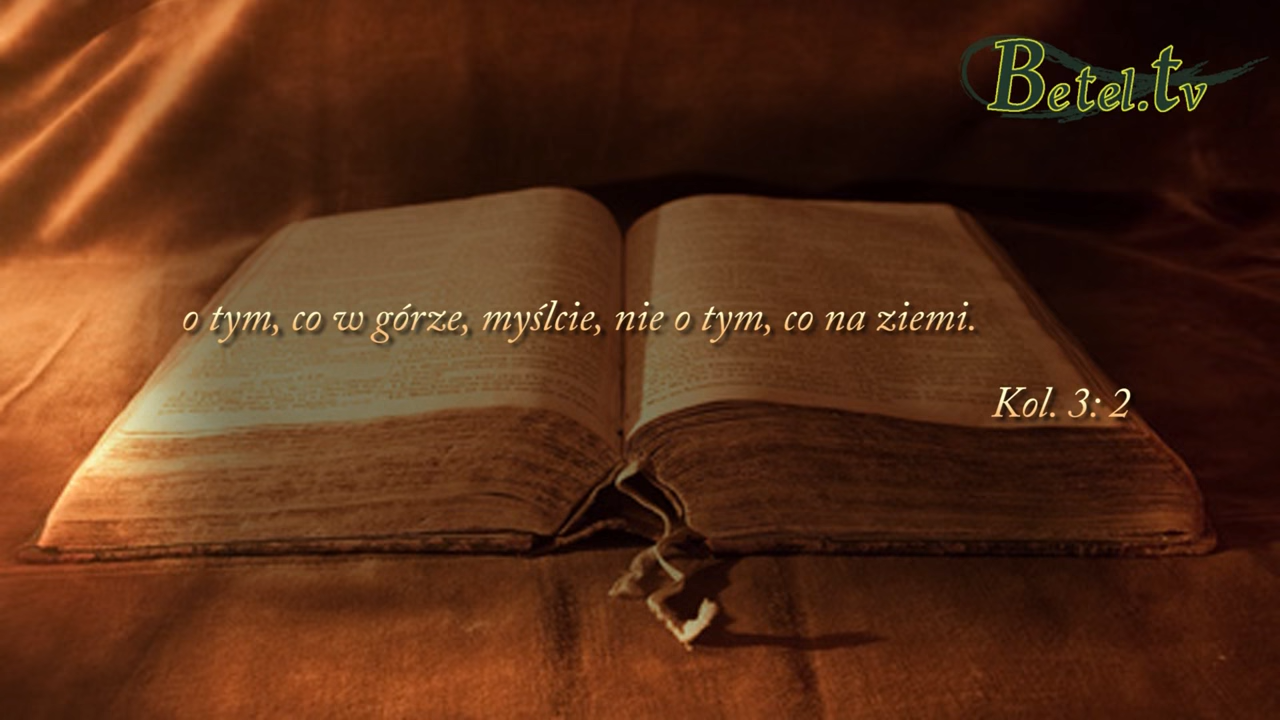 Betel.tv
o tym, co w górze, myślcie, nie o tym, co na ziemi.
Kol. 3: 2